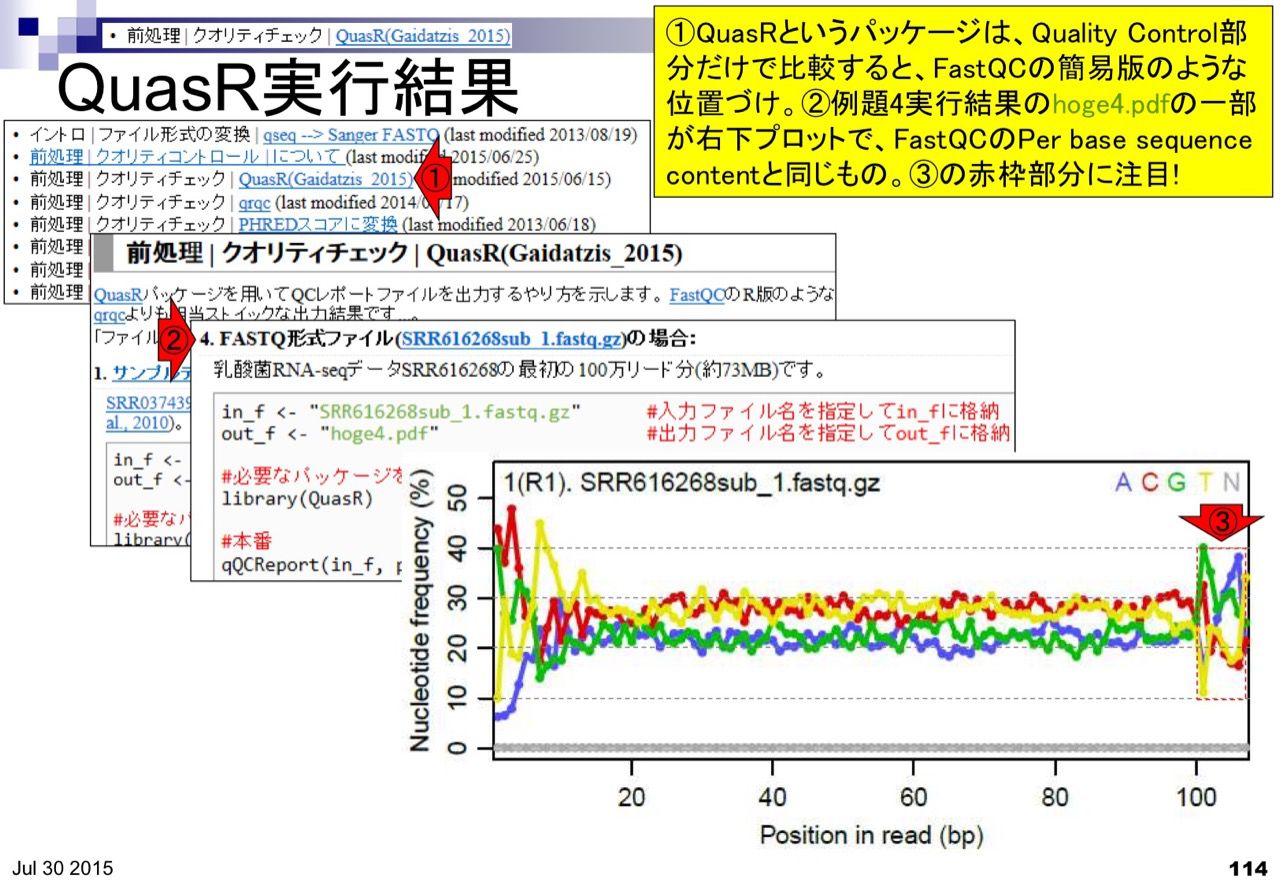 • 前処理 | クオリティチェック | QuasR(Gaidatzis_2015)
QuasR実行結果
①QuasRというパッケージは、Quality Control部
分だけで比較すると、FastQCの簡易版のような
位置づけ。②例題4実行結果のhoge4.pdfの一部
が右下プロットで、FastQCのPer base sequence
contentと同じもの。③の赤枠部分に注目!
• イントロ | ファイル形式の変換 | qseq --> Sanger FASTQ (last modified 2013/08/19)
• 前処理 | クオリティコントロール | について (last modified 2015/06/25)
• 前処理 | クオリティチェック | QuasR(Gaidatzis_2015) ① modified 2015/06/15)
• 前処理 | クオリティチェック | qrqc (last modified 2014/ /17)
• 前処理 | クオリティチェック | PHREDスコアに変換 (last modified 2013/06/18)
• 前処理
• 前処理
• 前処理
前処理 | クオリティチェック | QuasR(Gaidatzis_2015)
QuasRパッケージを用いてQCレポートファイルを出力するやり方を示します。FastQCのR版のような
qrqcよりも相当ストイックな出力結果です...。
「ファイル
②
4. FASTQ形式ファイル(SRR616268sub_1.fastq.gz)の場合:
1. サンプルデ
乳酸菌RNA-seqデータSRR616268の最初の100万リード分(約73MB)です。
SRR037439
al., 2010)。
in_f <-
out_f <-
#必要なパ
library(
in_f <- "SRR616268sub_1.fastq.gz" #入力ファイル名を指定してin_fに格納
out_f <- "hoge4.pdf" #出力ファイル名を指定してout_fに格納
#必要なパッケージを
library(QuasR)
#本番
qQCReport(in_f, p
1(R1). SRR616268sub_1.fastq.gz
A C G T N
③
Nucleotide frequency (%)
50
40
30
20
10
0
20 40 60 80 100
Position in read (bp)
Jul 30 2015
114